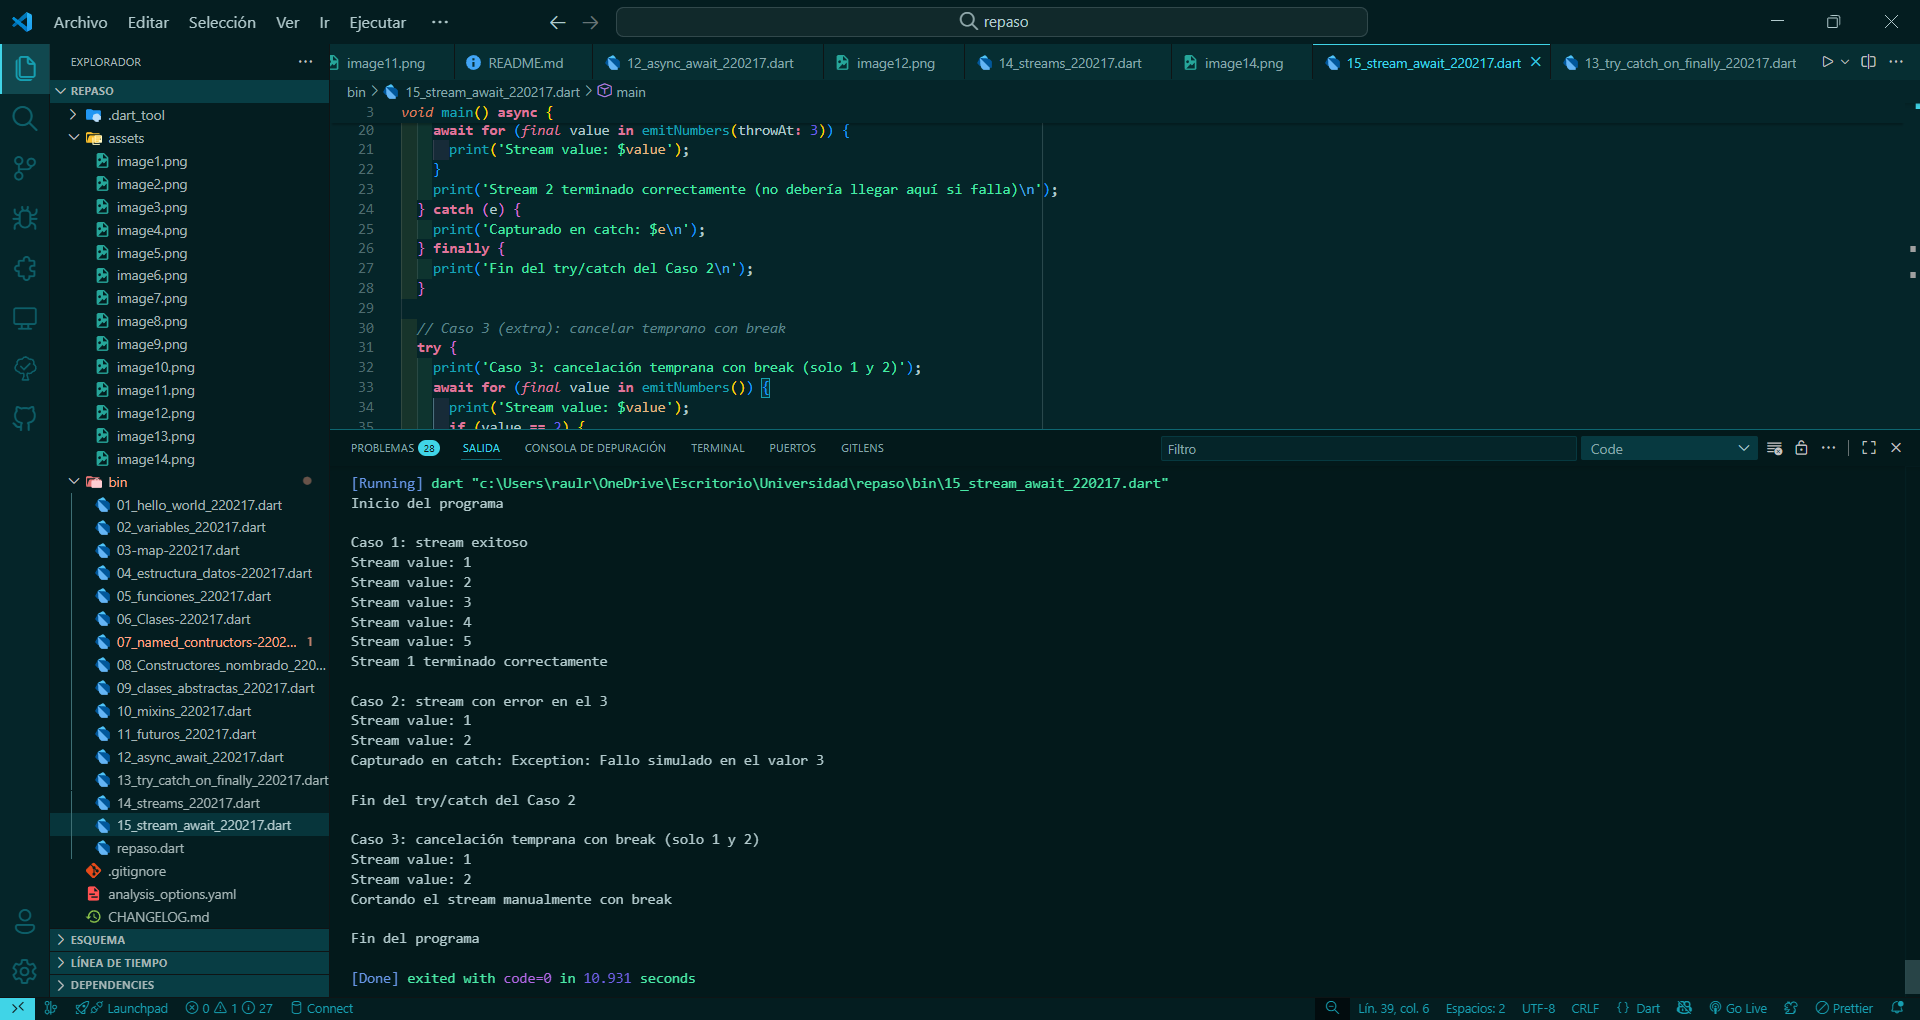 Archivo Editar Selección Ver Ir Ejecutar ···
repaso
EXPLORADOR
REPASO
.dart_tool
assets
image1.png
image2.png
image3.png
image4.png
image5.png
image6.png
image7.png
image8.png
image9.png
image10.png
image11.png
image12.png
image13.png
image14.png
bin
01_hello_world_220217.dart
02_variables_220217.dart
03-map-220217.dart
04_estructura_datos-220217.dart
05_funciones_220217.dart
06_Clases-220217.dart
07_named_contructors-2202... 1
08_Constructores_nombrado_220...
09_clases_abstractas_220217.dart
10_mixins_220217.dart
11_futuros_220217.dart
12_async_await_220217.dart
13_try_catch_on_finally_220217.dart
14_streams_220217.dart
15_stream_await_220217.dart
repaso.dart
.gitignore
analysis_options.yaml
CHANGELOG.md
ESQUEMA
LÍNEA DE TIEMPO
DEPENDENCIES
image11.png README.md 12_async_await_220217.dart image12.png 14_streams_220217.dart image14.png 15_stream_await_220217.dart 13_try_catch_on_finally_220217.dart
bin > 15_stream_await_220217.dart > main
3 void main() async {
20 await for (final value in emitNumbers(throwAt: 3)) {
21 print('Stream value: $value');
22 }
23 print('Stream 2 terminado correctamente (no debería llegar aquí si falla)\n');
24 } catch (e) {
25 print('Capturado en catch: $e\n');
26 } finally {
27 print('Fin del try/catch del Caso 2\n');
28 }
29
30 // Caso 3 (extra): cancelar temprano con break
31 try {
32 print('Caso 3: cancelación temprana con break (solo 1 y 2)');
33 await for (final value in emitNumbers()) {
34 print('Stream value: $value');
35 if (value == 2) {
PROBLEMAS 28 SALIDA CONSOLA DE DEPURACIÓN TERMINAL PUERTOS GITLENS Filtro Code
[Running] dart "c:\Users\raulr\OneDrive\Escritorio\Universidad\repaso\bin\15_stream_await_220217.dart"
Inicio del programa
Caso 1: stream exitoso
Stream value: 1
Stream value: 2
Stream value: 3
Stream value: 4
Stream value: 5
Stream 1 terminado correctamente
Caso 2: stream con error en el 3
Stream value: 1
Stream value: 2
Capturado en catch: Exception: Fallo simulado en el valor 3
Fin del try/catch del Caso 2
Caso 3: cancelación temprana con break (solo 1 y 2)
Stream value: 1
Stream value: 2
Cortando el stream manualmente con break
Fin del programa
[Done] exited with code=0 in 10.931 seconds
Launchpad 0 1 27 Connect Lín. 39, col. 6 Espacios: 2 UTF-8 CRLF {} Dart Go Live Prettier